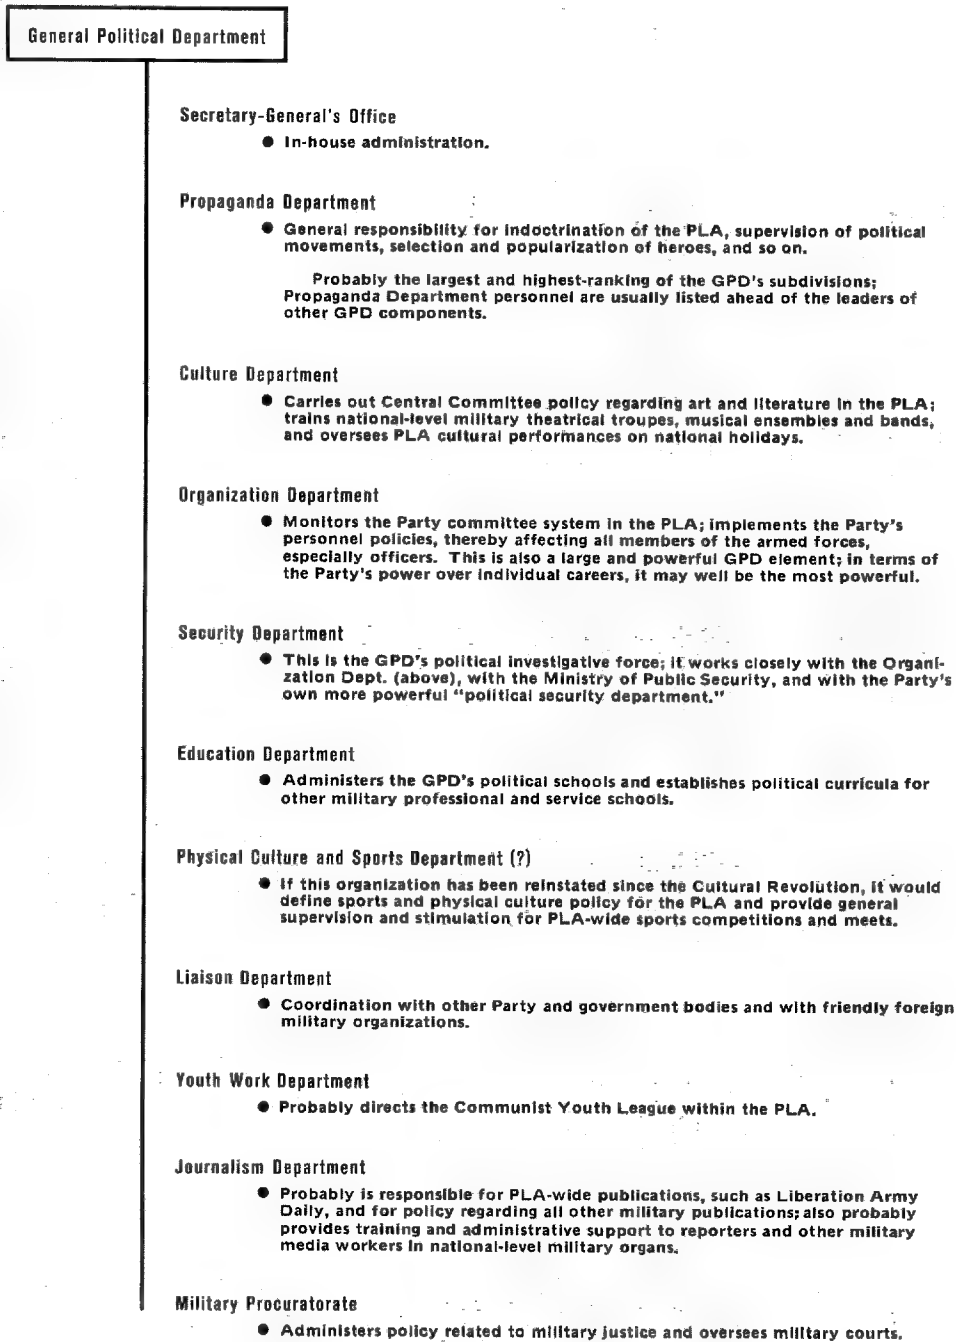 General Political Department
Secretary-General's Office
● In-house administration.
Propaganda Department
● General responsibility for indoctrination of the PLA, supervision of political
movements, selection and popularization of heroes, and so on.
Probably the largest and highest-ranking of the GPD's subdivisions;
Propaganda Department personnel are usually listed ahead of the leaders of
other GPD components.
Culture Department
● Carries out Central Committee policy regarding art and literature in the PLA;
trains national-level military theatrical troupes, musical ensembles and bands,
and oversees PLA cultural performances on national holidays.
Organization Department
● Monitors the Party committee system in the PLA; implements the Party's
personnel policies, thereby affecting all members of the armed forces,
especially officers. This is also a large and powerful GPD element; in terms of
the Party's power over individual careers, it may well be the most powerful.
Security Department
● This is the GPD's political investigative force; it works closely with the Organi-
zation Dept. (above), with the Ministry of Public Security, and with the Party's
own more powerful "political security department."
Education Department
● Administers the GPD's political schools and establishes political curricula for
other military professional and service schools.
Physical Culture and Sports Department (?)
● If this organization has been reinstated since the Cultural Revolution, it would
define sports and physical culture policy for the PLA and provide general
supervision and stimulation for PLA-wide sports competitions and meets.
Liaison Department
● Coordination with other Party and government bodies and with friendly foreign
military organizations.
Youth Work Department
● Probably directs the Communist Youth League within the PLA.
Journalism Department
● Probably is responsible for PLA-wide publications, such as Liberation Army
Daily, and for policy regarding all other military publications; also probably
provides training and administrative support to reporters and other military
media workers in national-level military organs.
Military Procuratorate
● Administers policy related to military justice and oversees military courts.